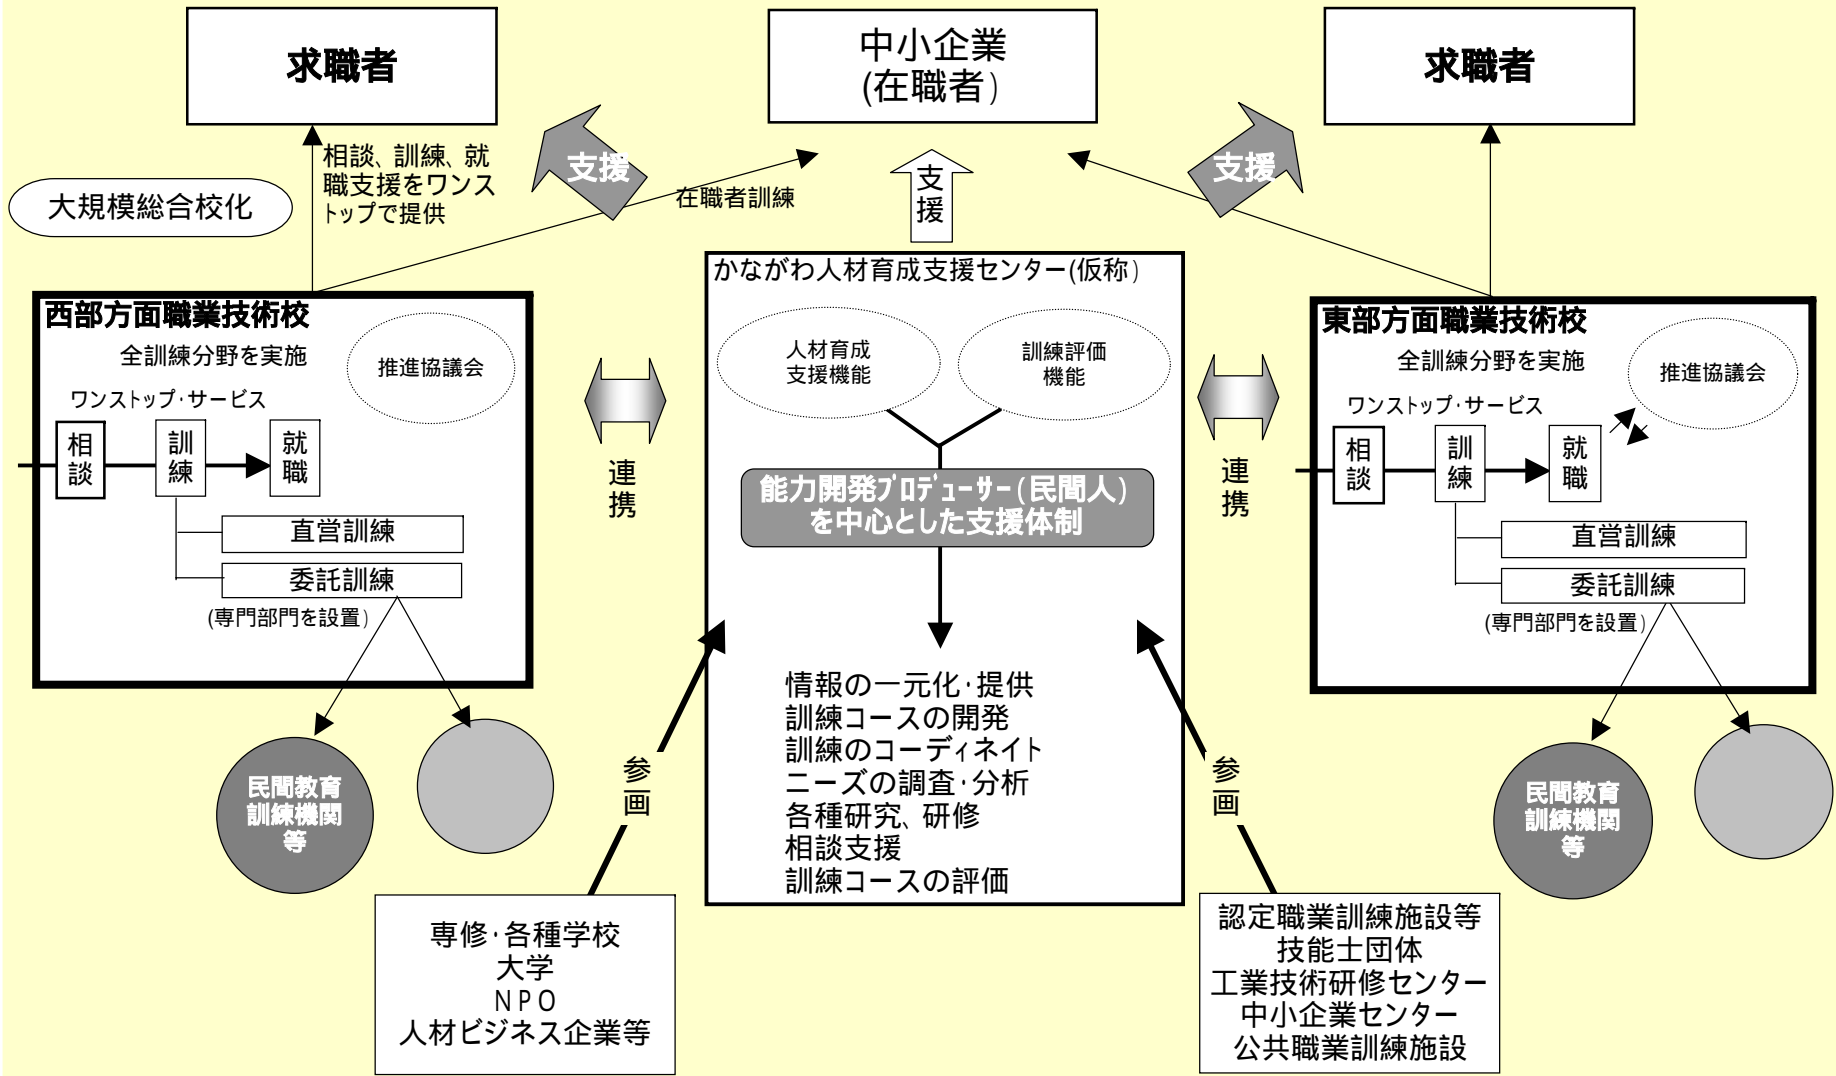 求職者
中小企業
(在職者)
求職者
支援
支援
支援
相談、訓練、就
職支援をワンス
トップで提供
大規模総合校化
在職者訓練
西部方面職業技術校
全訓練分野を実施
推進協議会
ワンストップ・サービス
相談
訓練
就職
直営訓練
委託訓練
(専門部門を設置)
民間教育
訓練機関
等
連携
かながわ人材育成支援センター(仮称)
人材育成
支援機能
訓練評価
機能
能力開発プロデューサー(民間人)
を中心とした支援体制
情報の一元化・提供
訓練コースの開発
訓練のコーディネイト
ニーズの調査・分析
各種研究、研修
相談支援
訓練コースの評価
連携
東部方面職業技術校
全訓練分野を実施
推進協議会
ワンストップ・サービス
相談
訓練
就職
直営訓練
委託訓練
(専門部門を設置)
民間教育
訓練機関
等
参画
参画
専修・各種学校
大学
NPO
人材ビジネス企業等
認定職業訓練施設等
技能士団体
工業技術研修センター
中小企業センター
公共職業訓練施設